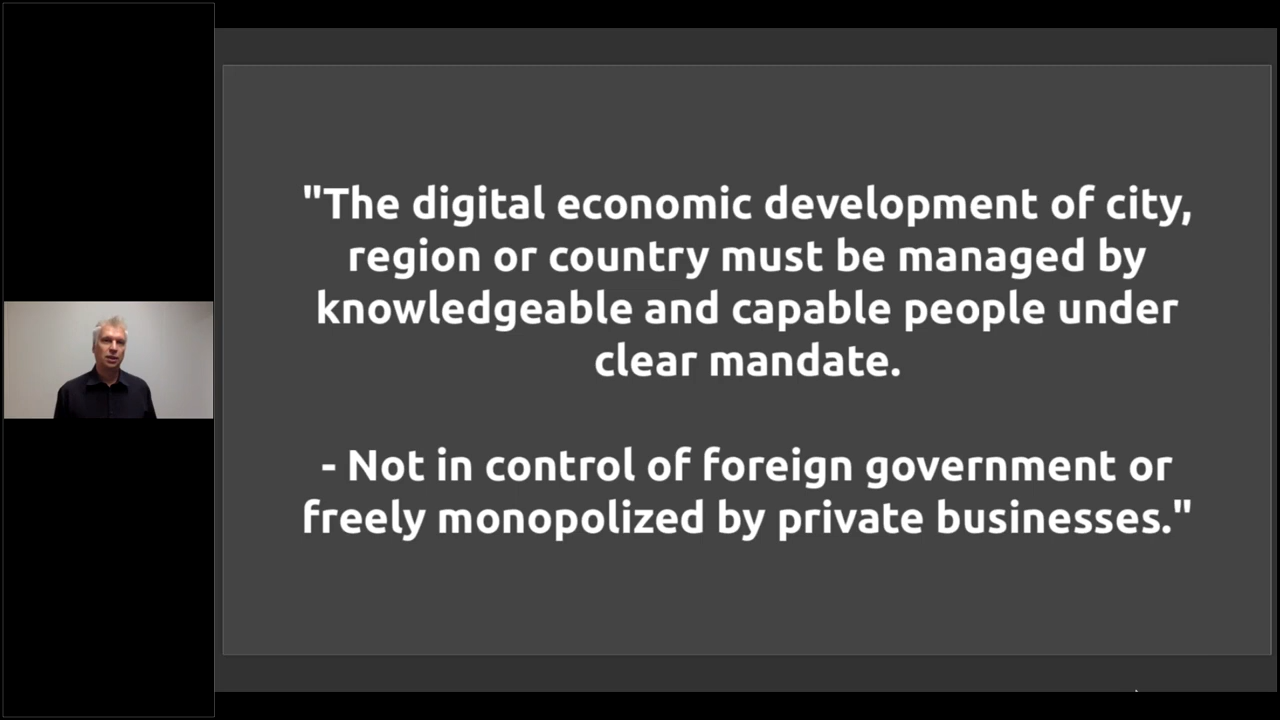 "The digital economic development of city,
region or country must be managed by
knowledgeable and capable people under
clear mandate.
- Not in control of foreign government or
freely monopolized by private businesses."